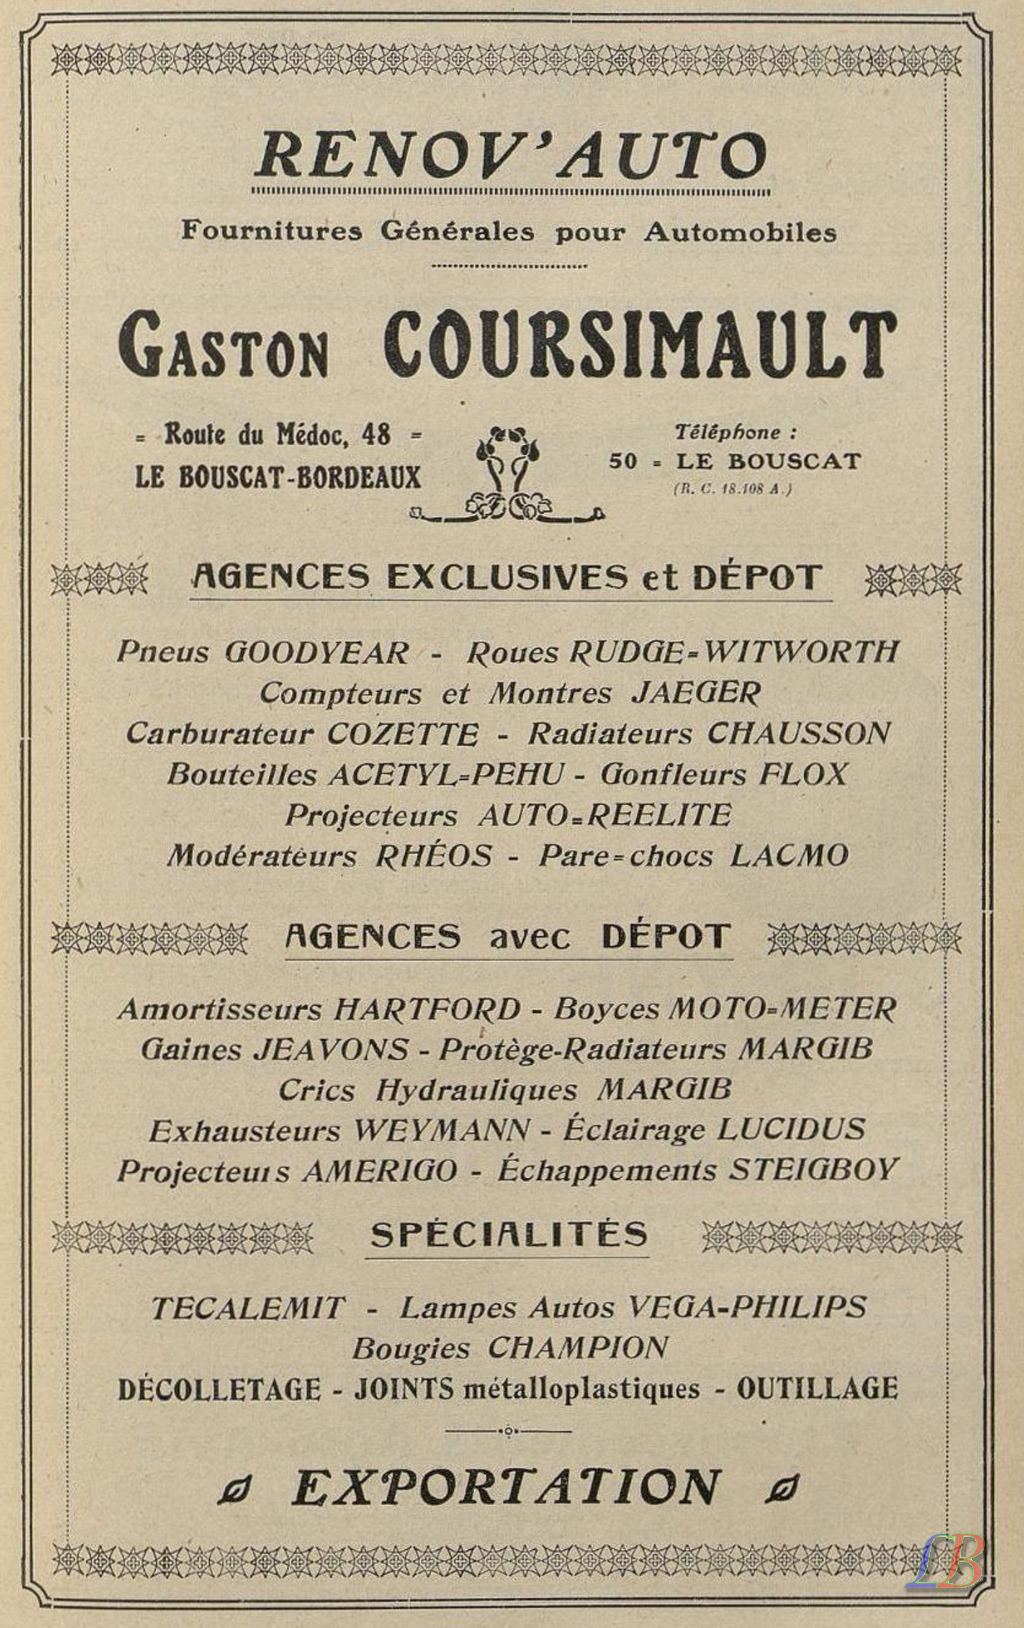 RENOV'AUTO
Fournitures Générales pour Automobiles
GASTON COURSIMAULT
= Route du Médoc, 48 =
LE BOUSCAT-BORDEAUX
Téléphone :
50 = LE BOUSCAT
(R. C. 18.108 A.)
AGENCES EXCLUSIVES et DÉPOT
Pneus GOODYEAR - Roues RUDGE=WITWORTH
Compteurs et Montres JAEGER
Carburateur COZETTE - Radiateurs CHAUSSON
Bouteilles ACETYL=PEHU - Gonfleurs FLOX
Projecteurs AUTO=REELITE
Modérateurs RHÉOS - Pare=chocs LACMO
AGENCES avec DÉPOT
Amortisseurs HARTFORD - Boyces MOTO=METER
Gaines JEAVONS - Protège-Radiateurs MARGIB
Crics Hydrauliques MARGIB
Exhausteurs WEYMANN - Éclairage LUCIDUS
Projecteurs AMERIGO - Échappements STEIGBOY
SPÉCIALITÉS
TECALEMIT - Lampes Autos VEGA-PHILIPS
Bougies CHAMPION
DÉCOLLETAGE - JOINTS métalloplastiques - OUTILLAGE
EXPORTATION
LB